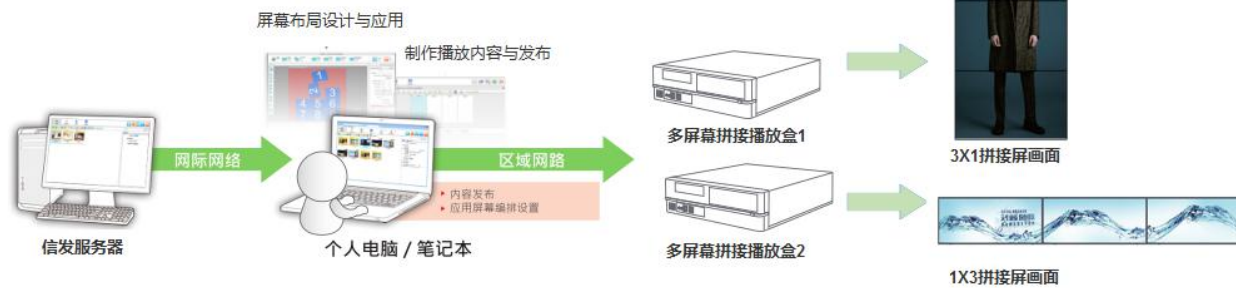 屏幕布局设计与应用
制作播放内容与发布
网际网络
区域网路
▸ 内容发布
▸ 应用屏幕编排设置
信发服务器
个人电脑 / 笔记本
多屏幕拼接播放盒1
多屏幕拼接播放盒2
3X1拼接屏画面
1X3拼接屏画面